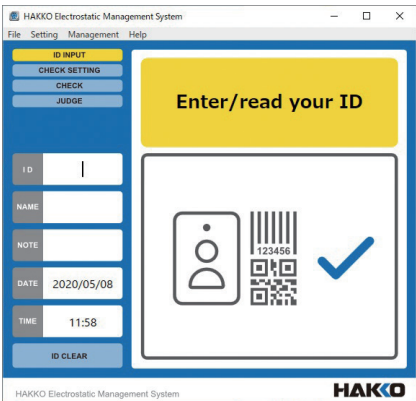 HAKKO Electrostatic Management System
File Setting Management Help
ID INPUT
CHECK SETTING
CHECK
JUDGE
Enter/read your ID
I D
NAME
NOTE
DATE 2020/05/08
TIME 11:58
ID CLEAR
123456
HAKKO Electrostatic Management System
HAKKO